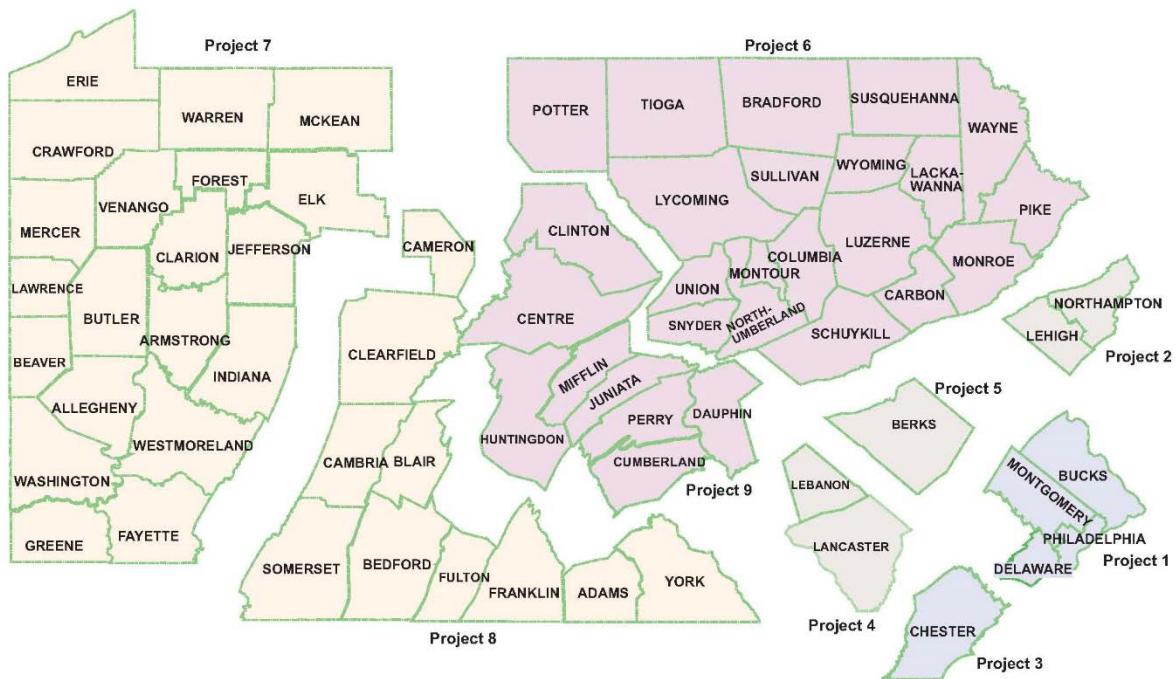 Project 7
ERIE
WARREN
MCKEAN
CRAWFORD
FOREST
ELK
VENANGO
MERCER
CLARION
JEFFERSON
LAWRENCE
BUTLER
ARMSTRONG
BEAVER
INDIANA
ALLEGHENY
WESTMORELAND
WASHINGTON
GREENE
FAYETTE
CAMERON
CLEARFIELD
CAMBRIA
BLAIR
SOMERSET
BEDFORD
FULTON
FRANKLIN
ADAMS
YORK
Project 8
Project 6
POTTER
TIOGA
BRADFORD
SUSQUEHANNA
WAYNE
WYOMING
LACKA-
WANNA
SULLIVAN
LYCOMING
PIKE
LUZERNE
COLUMBIA
MONTOUR
MONROE
UNION
CARBON
SNYDER
NORTH-
UMBERLAND
SCHUYKILL
CLINTON
CENTRE
MIFFLIN
JUNIATA
HUNTINGDON
PERRY
DAUPHIN
CUMBERLAND
Project 9
NORTHAMPTON
LEHIGH
Project 2
Project 5
BERKS
LEBANON
LANCASTER
Project 4
BUCKS
MONTGOMERY
PHILADELPHIA
DELAWARE
Project 1
CHESTER
Project 3